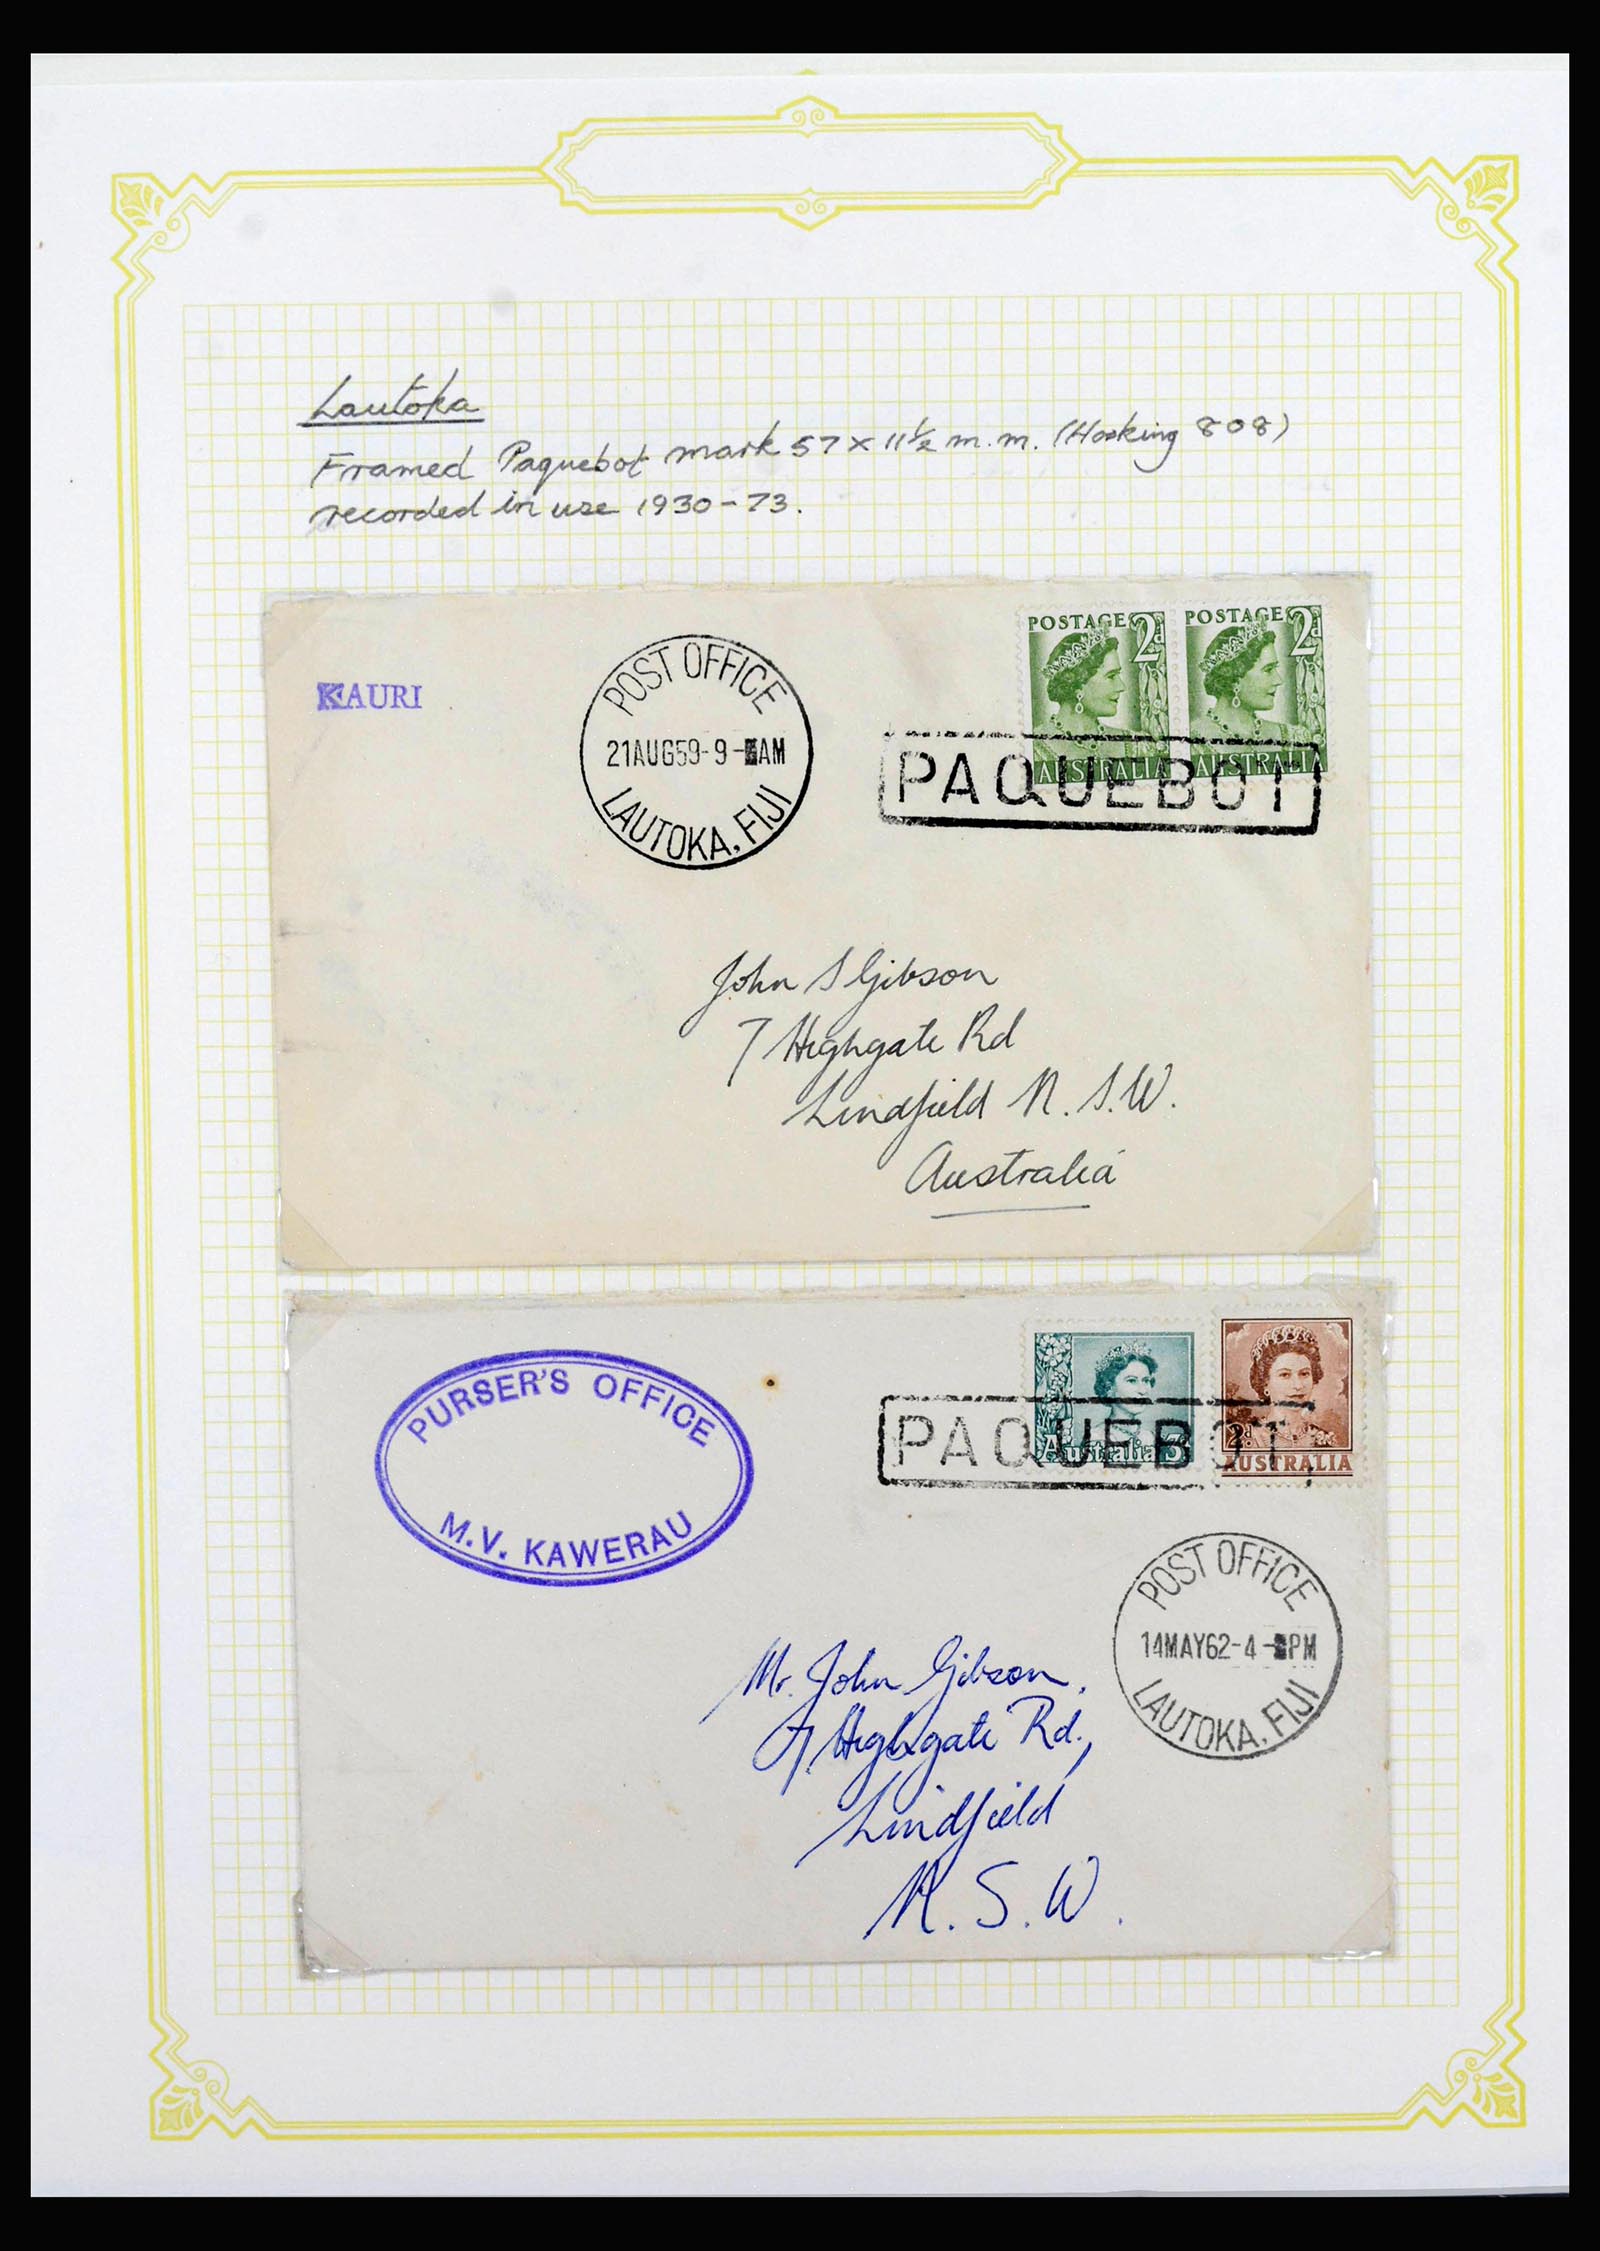 Lautoka
Framed Paquebot mark 57 x 11½ m.m. (Hosking 808)
recorded in use 1930-73.
POSTAGE 2d
POSTAGE 2d
POST OFFICE
KAURI
21AUG59-9- AM
LAUTOKA, FIJI
PAQUEBOT
AUSTRALIA
AUSTRALIA
John S Gibson
7 Highgate Rd
Lindfield N. S. W.
Australia
PURSER'S OFFICE
M.V. KAWERAU
PAQUEBOT
Australia 3d
2d.
AUSTRALIA
POST OFFICE
14MAY62-4- PM
LAUTOKA, FIJI
Mr. John Gibson,
7 Highgate Rd.,
Lindfield
N. S. W.